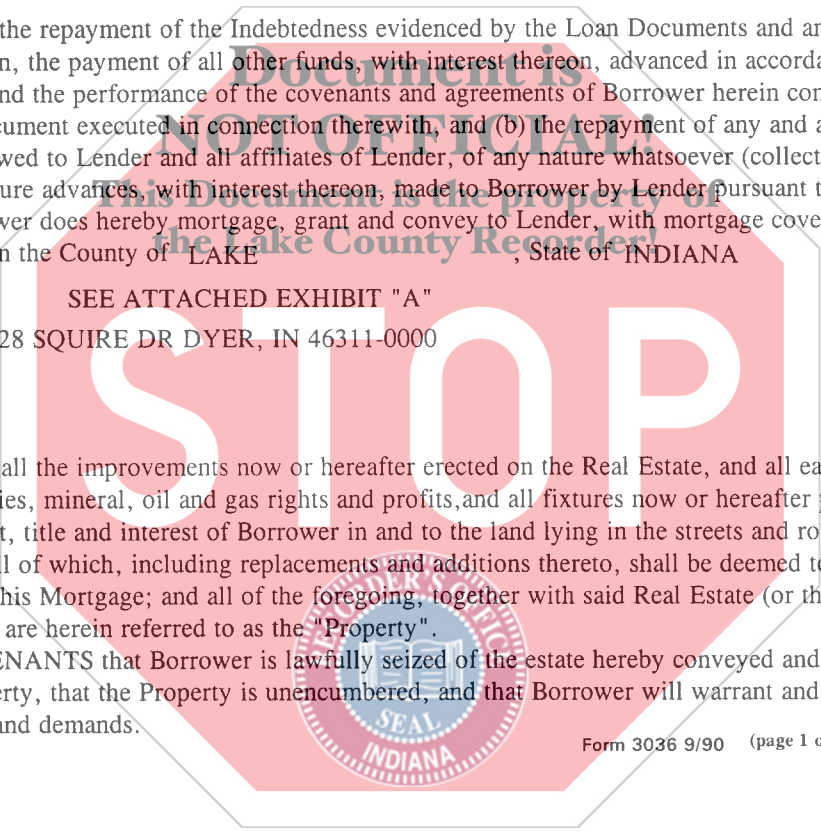 the repayment of the Indebtedness evidenced by the Loan Documents and an
n, the payment of all other funds, with interest thereon, advanced in accorda
Document is
nd the performance of the covenants and agreements of Borrower herein con
cument executed in connection therewith, and (b) the repayment of any and a
NOT OFFICIAL!
wed to Lender and all affiliates of Lender, of any nature whatsoever (collect
ure advances, with interest thereon, made to Borrower by Lender pursuant t
This Document is the property of
wer does hereby mortgage, grant and convey to Lender, with mortgage cove
the Lake County Recorder!
n the County of LAKE , State of INDIANA
SEE ATTACHED EXHIBIT "A"
28 SQUIRE DR DYER, IN 46311-0000
STOP
all the improvements now or hereafter erected on the Real Estate, and all ea
ies, mineral, oil and gas rights and profits,and all fixtures now or hereafter
t, title and interest of Borrower in and to the land lying in the streets and ro
l of which, including replacements and additions thereto, shall be deemed to
his Mortgage; and all of the foregoing, together with said Real Estate (or th
are herein referred to as the "Property".
ENANTS that Borrower is lawfully seized of the estate hereby conveyed and
erty, that the Property is unencumbered, and that Borrower will warrant and
and demands.
RECORDER'S OFFICE
SEAL
INDIANA
Form 3036 9/90 (page 1 o